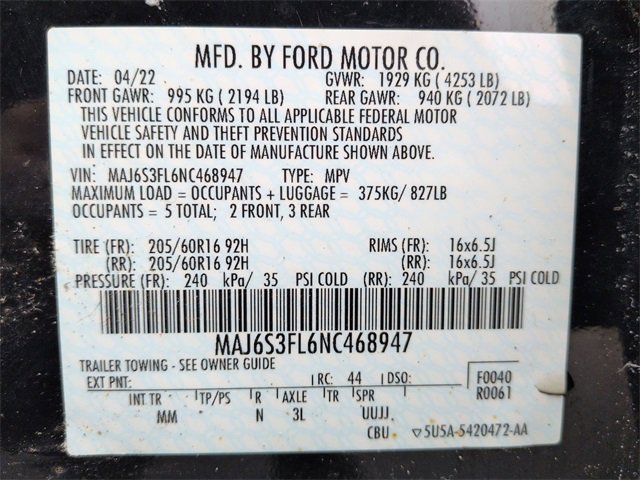 MFD. BY FORD MOTOR CO.
DATE: 04/22 GVWR: 1929 KG ( 4253 LB)
FRONT GAWR: 995 KG ( 2194 LB) REAR GAWR: 940 KG ( 2072 LB)
THIS VEHICLE CONFORMS TO ALL APPLICABLE FEDERAL MOTOR
VEHICLE SAFETY AND THEFT PREVENTION STANDARDS
IN EFFECT ON THE DATE OF MANUFACTURE SHOWN ABOVE.
VIN: MAJ6S3FL6NC468947 TYPE: MPV
MAXIMUM LOAD = OCCUPANTS + LUGGAGE = 375KG/ 827LB
OCCUPANTS = 5 TOTAL; 2 FRONT, 3 REAR
TIRE (FR): 205/60R16 92H RIMS (FR): 16x6.5J
(RR): 205/60R16 92H (RR): 16x6.5J
PRESSURE (FR): 240 kPa/ 35 PSI COLD (RR): 240 kPa/ 35 PSI COLD
MAJ6S3FL6NC468947
TRAILER TOWING - SEE OWNER GUIDE
EXT PNT: RC: 44 DSO: F0040
R0061
INT TR TP/PS R AXLE TR SPR
MM N 3L UUJJ
CBU ▽5U5A-5420472-AA